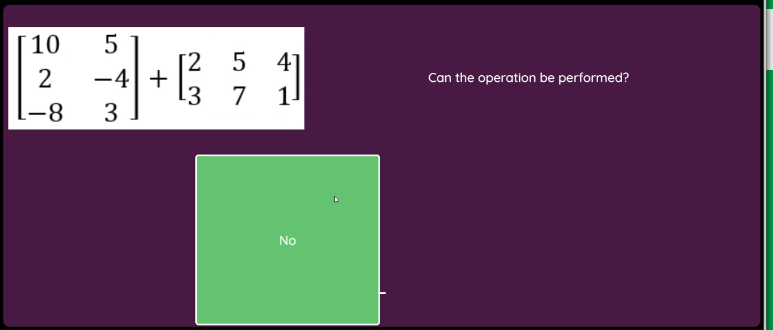 [10 5
2 −4
−8 3] + [2 5 4
3 7 1]
Can the operation be performed?
No